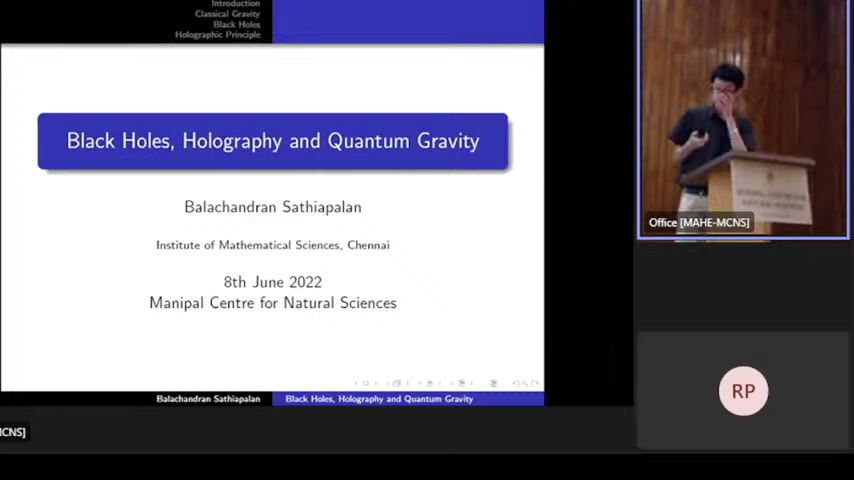 Introduction
Classical Gravity
Black Holes
Holographic Principle
Black Holes, Holography and Quantum Gravity
Balachandran Sathiapalan
Institute of Mathematical Sciences, Chennai
8th June 2022
Manipal Centre for Natural Sciences
Balachandran Sathiapalan Black Holes, Holography and Quantum Gravity
Office [MAHE-MCNS]
RP
MCNS]